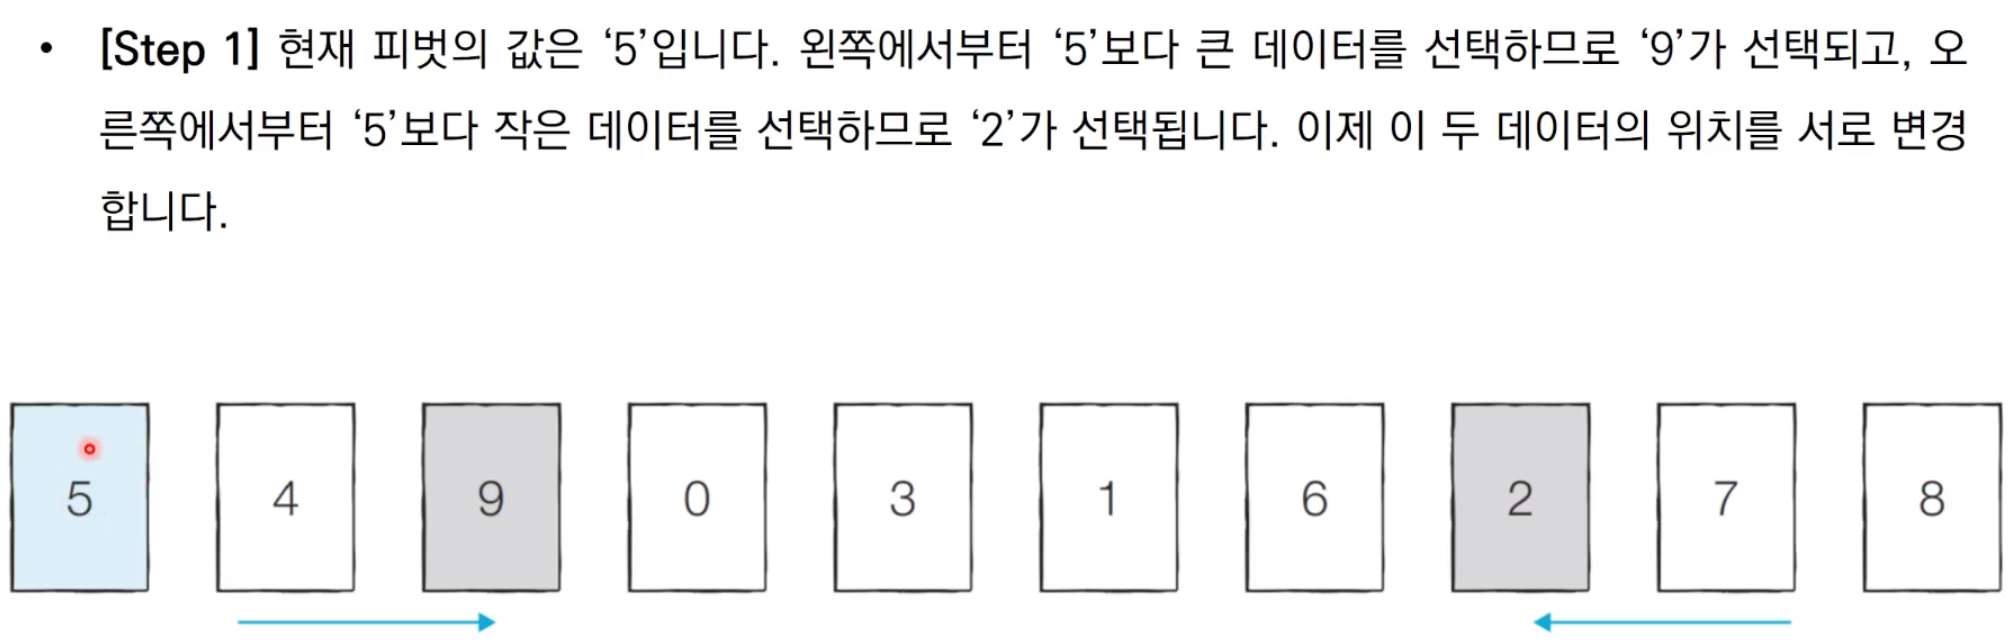 • [Step 1] 현재 피벗의 값은 ‘5’입니다. 왼쪽에서부터 ‘5’보다 큰 데이터를 선택하므로 ‘9’가 선택되고, 오
른쪽에서부터 ‘5’보다 작은 데이터를 선택하므로 ‘2’가 선택됩니다. 이제 이 두 데이터의 위치를 서로 변경
합니다.
5 4 9 0 3 1 6 2 7 8